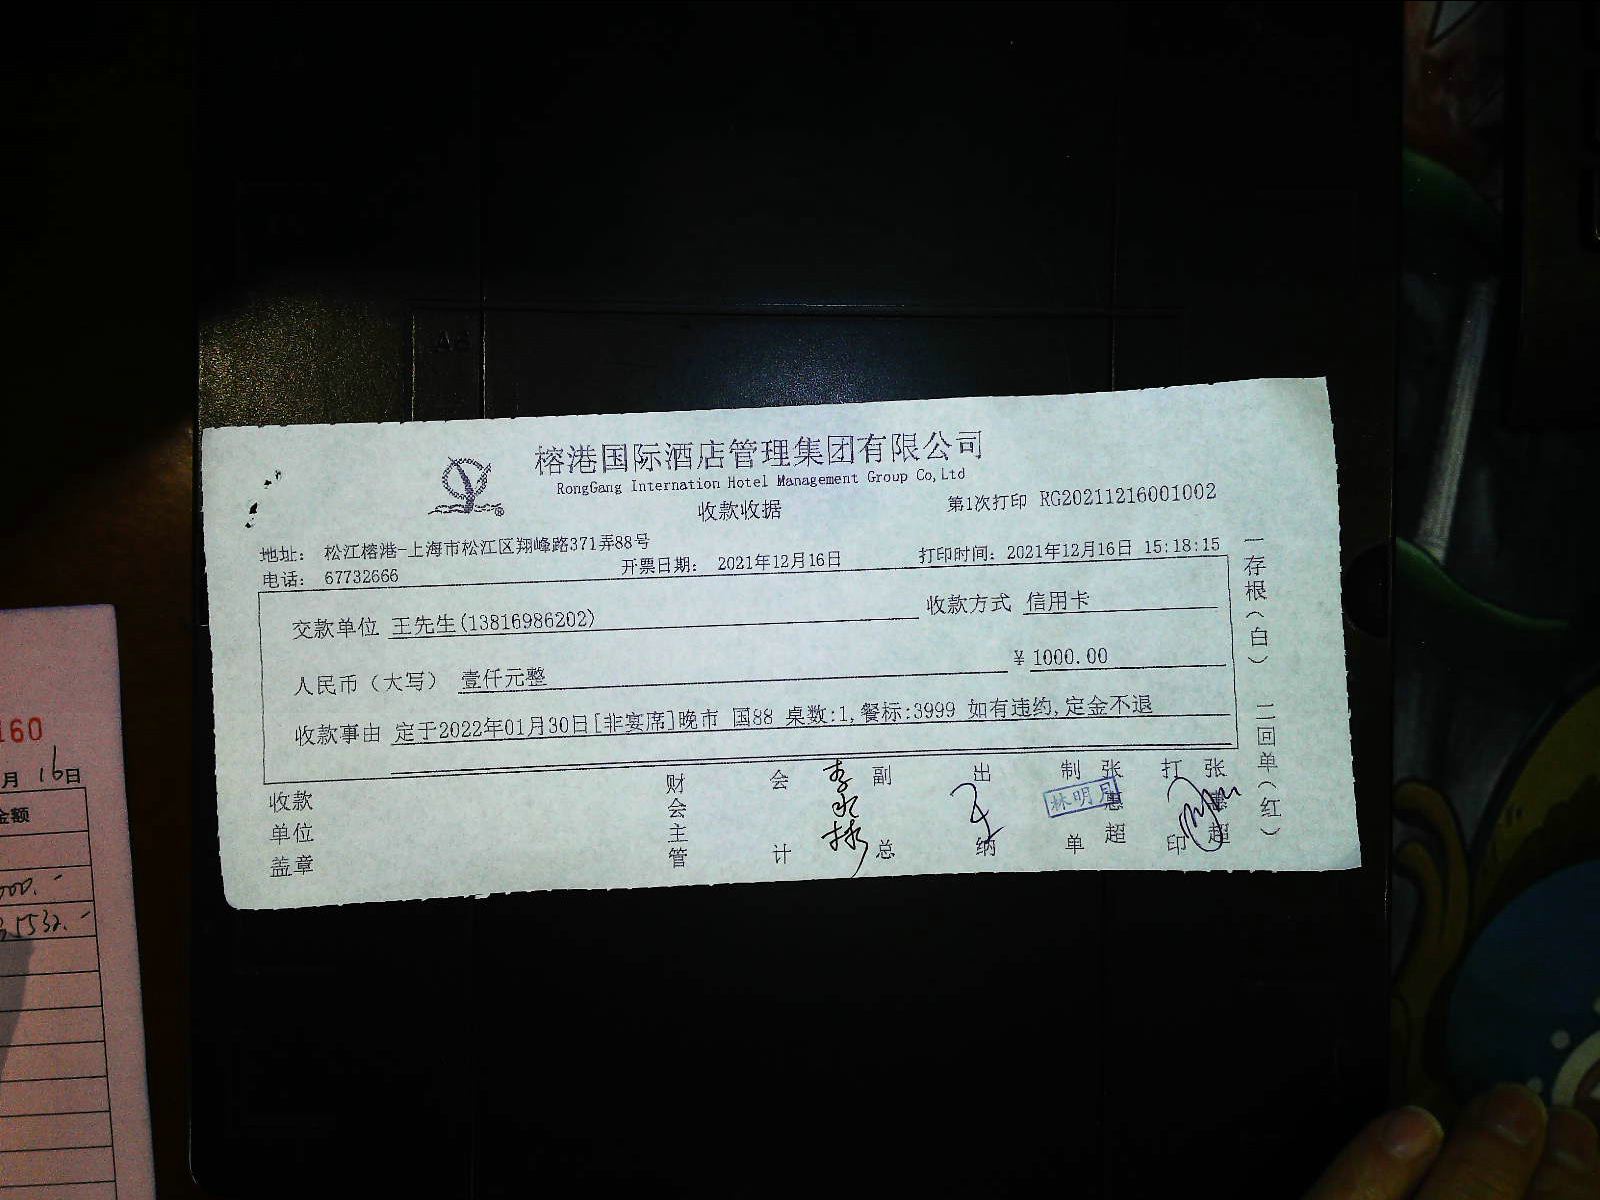 榕港国际酒店管理集团有限公司
RongGang Internation Hotel Management Group Co,Ltd
收款收据
第1次打印 RG20211216001002
地址: 松江榕港-上海市松江区翔峰路371弄88号
电话: 67732666
开票日期: 2021年12月16日
打印时间: 2021年12月16日 15:18:15
交款单位 王先生(13816986202)
收款方式 信用卡
人民币(大写) 壹仟元整
¥ 1000.00
收款事由 定于2022年01月30日[非宴席]晚市 国88 桌数:1,餐标:3999 如有违约,定金不退
收款单位盖章
财会主管
会计
副总
出纳
制单
张惠超
林明月
打印
张惠超
一存根(白)
二回单(红)
160
月16日
金额
000.-
5532.-
A6